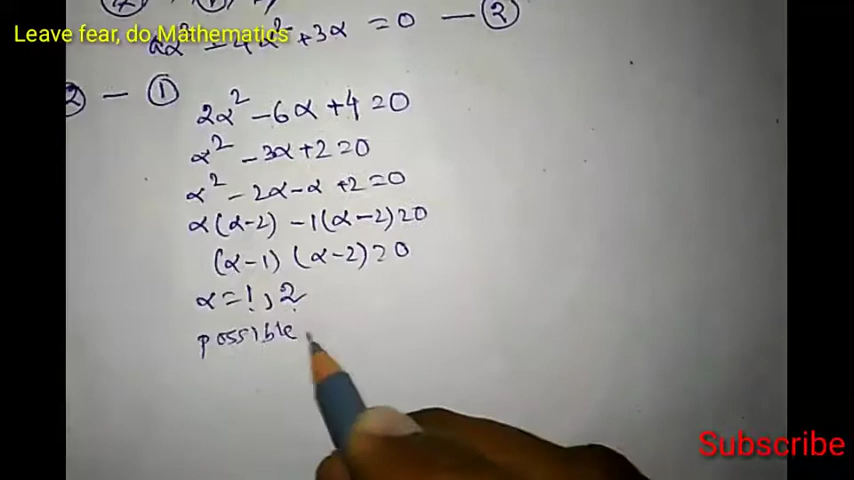 Leave fear, do Mathematics
α² - 4α² + 3α = 0 — ②
② — ①
2α² - 6α + 4 = 0
α² - 3α + 2 = 0
α² - 2α - α + 2 = 0
α(α-2) - 1(α-2) = 0
(α-1) (α-2) = 0
α = 1, 2
possible
Subscribe